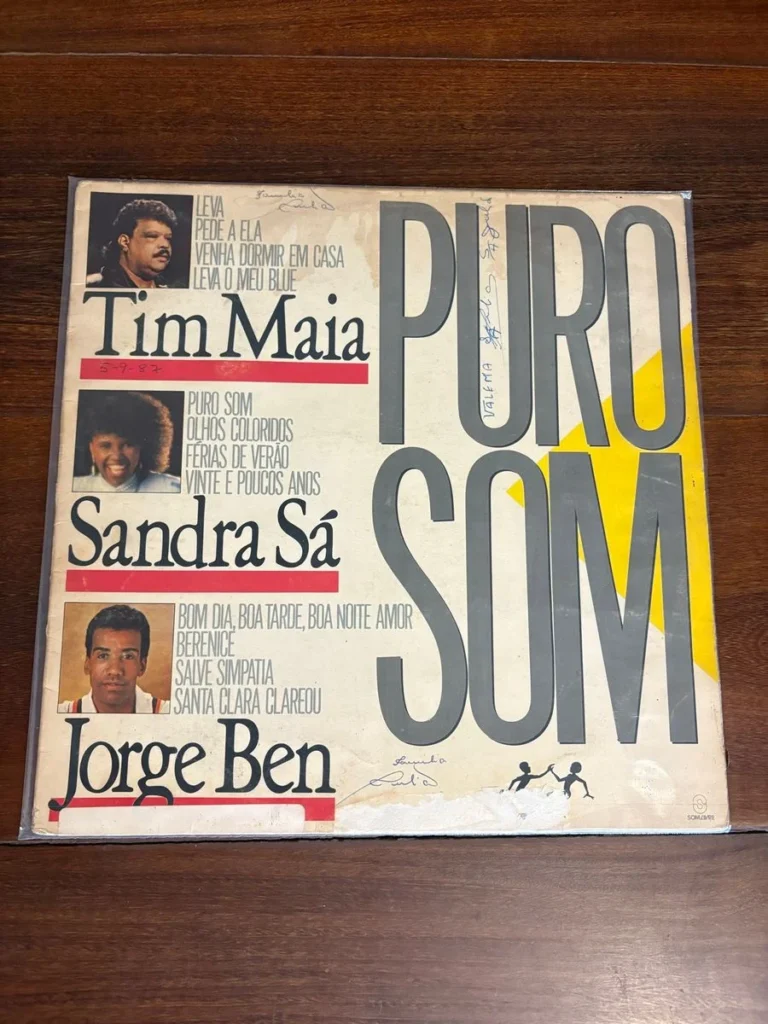 LEVA
PEDE A ELA
VENHA DORMIR EM CASA
LEVA O MEU BLUE
Tim Maia
5-9-87
PURO SOM
OLHOS COLORIDOS
FÉRIAS DE VERÃO
VINTE E POUCOS ANOS
Sandra Sá
BOM DIA, BOA TARDE, BOA NOITE AMOR
BERENICE
SALVE SIMPATIA
SANTA CLARA CLAREOU
Jorge Ben
PURO
SOM
VALEMA
SOMLIVRE